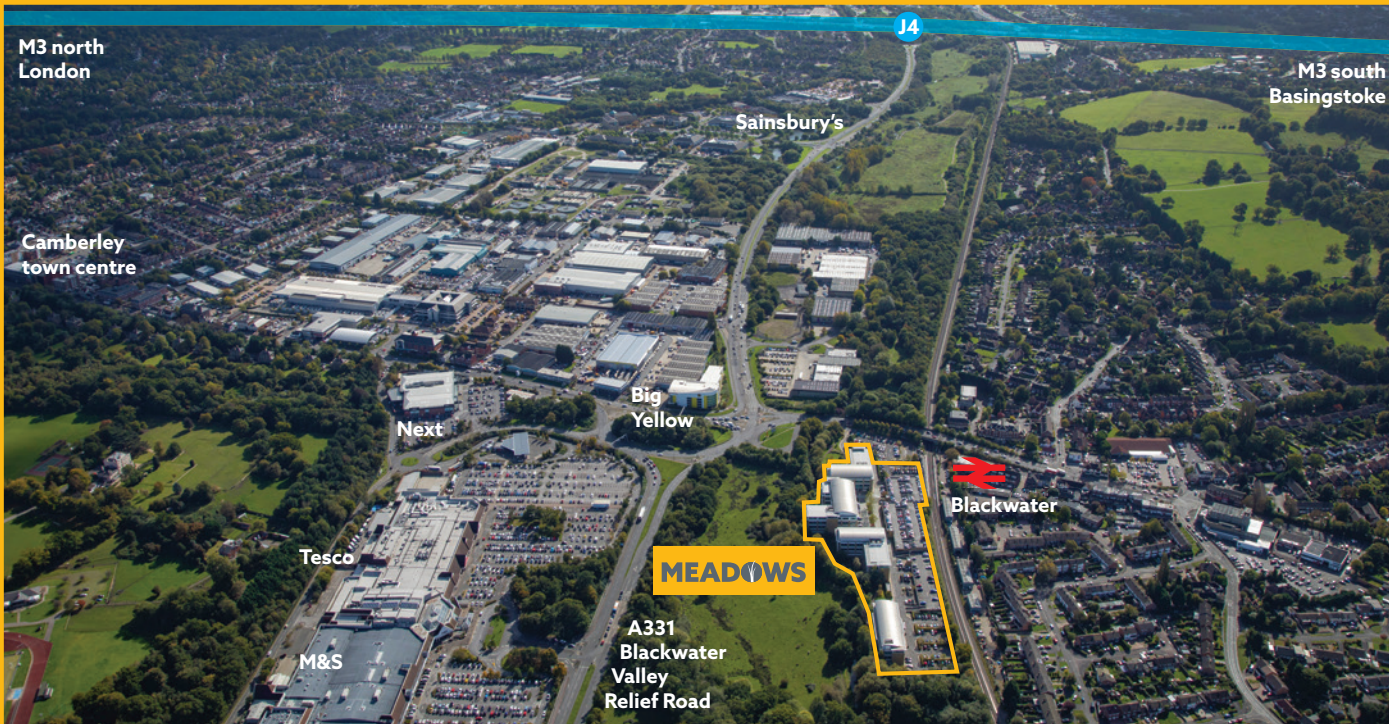 J4
M3 north
London
M3 south
Basingstoke
Sainsbury's
Camberley
town centre
Big
Yellow
Next
Blackwater
Tesco
MEADOWS
A331
Blackwater
Valley
Relief Road
M&S